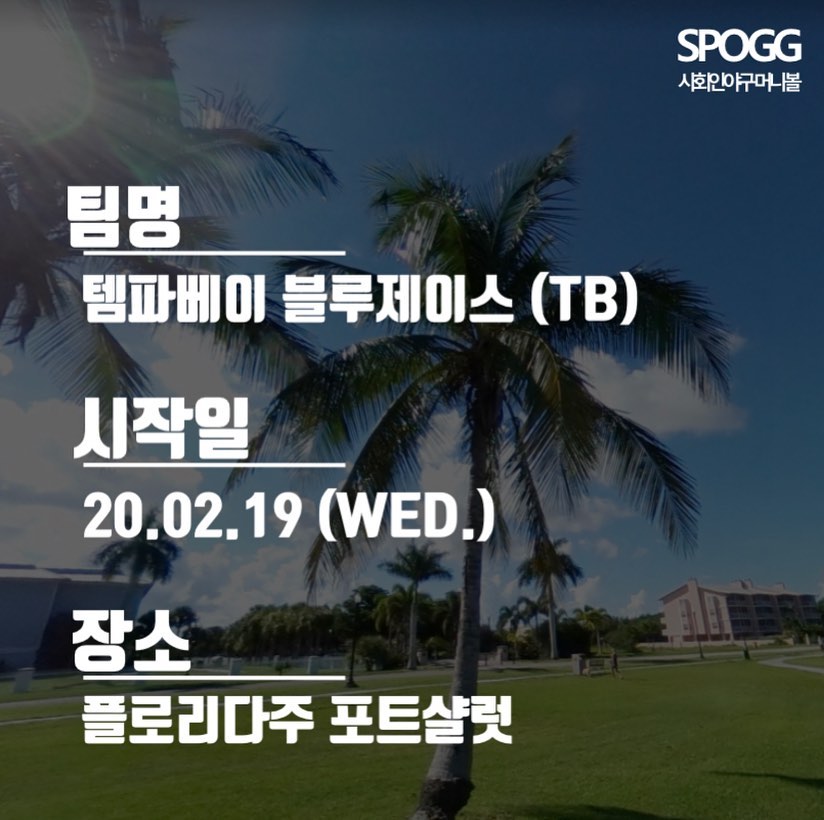 SPOGG
사회인야구머니볼
팀명
템파베이 블루제이스 (TB)
시작일
20.02.19 (WED.)
장소
플로리다주 포트샬럿